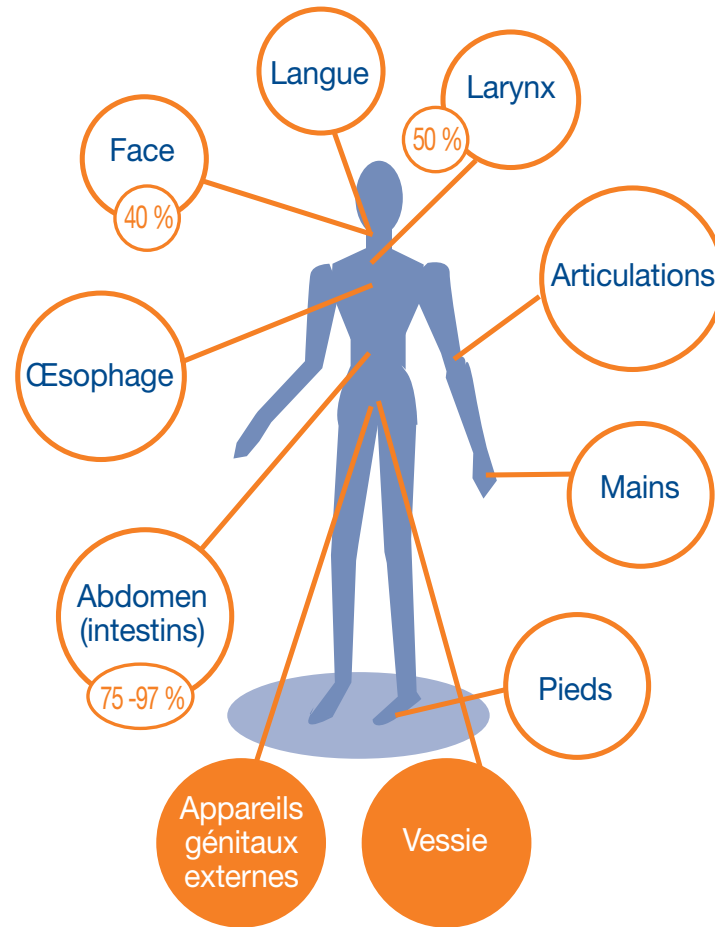 Langue
Larynx
50 %
Face
40 %
Articulations
Œsophage
Mains
Abdomen
(intestins)
75 -97 %
Pieds
Appareils
génitaux
externes
Vessie